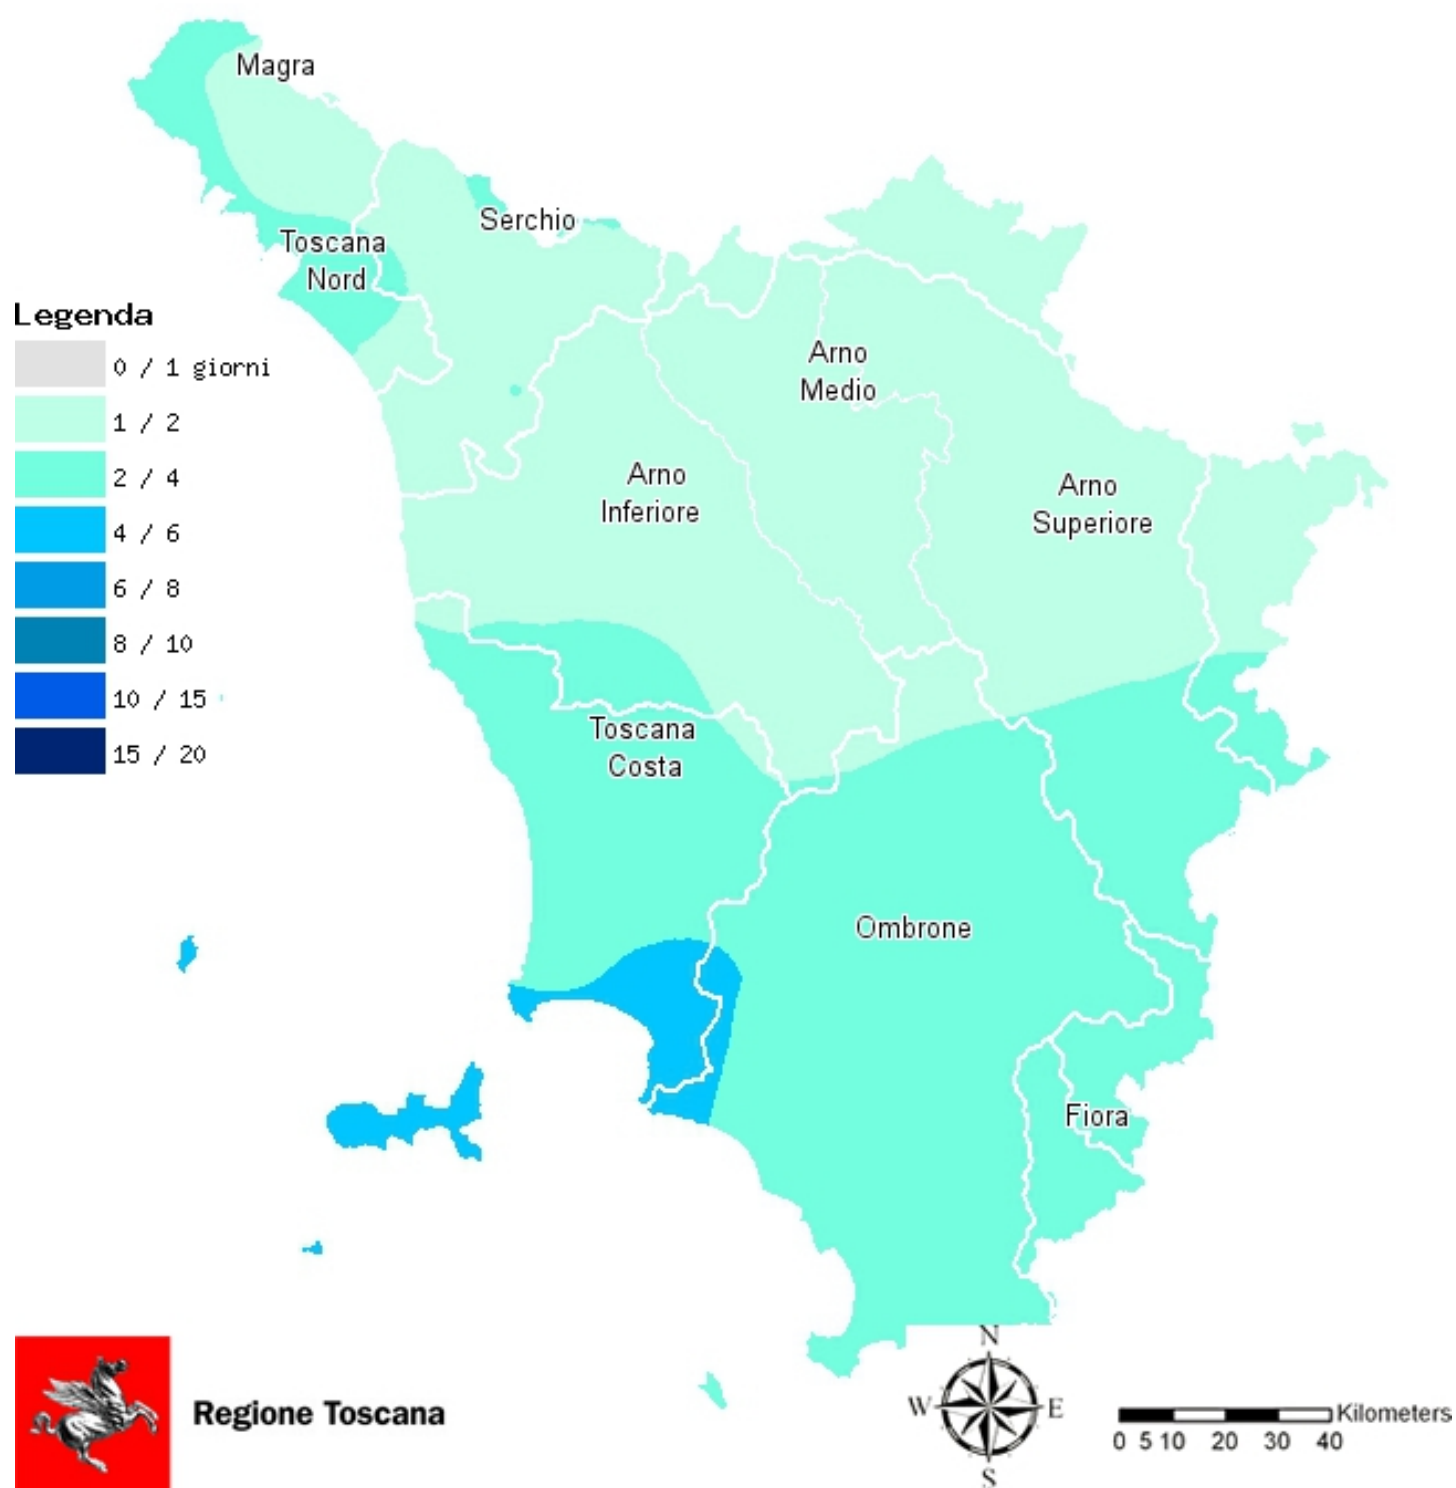 Magra
Serchio
Toscana
Nord
Legenda
0 / 1 giorni
1 / 2
2 / 4
4 / 6
6 / 8
8 / 10
10 / 15
15 / 20
Arno
Medio
Arno
Inferiore
Arno
Superiore
Toscana
Costa
Ombrone
Fiora
Regione Toscana
N
W E
S
Kilometers
0 5 10 20 30 40